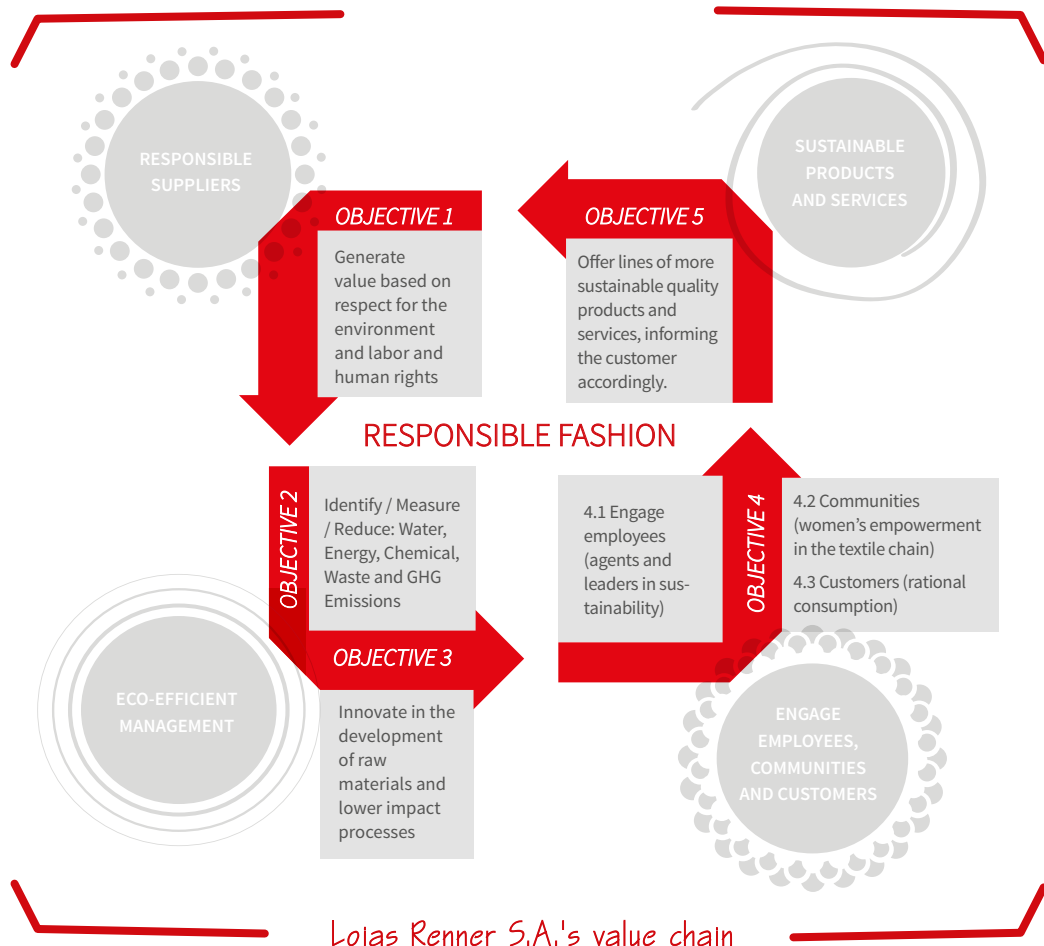 RESPONSIBLE
SUPPLIERS
OBJECTIVE 1
Generate
value based on
respect for the
environment
and labor and
human rights
SUSTAINABLE
PRODUCTS
AND SERVICES
OBJECTIVE 5
Offer lines of more
sustainable quality
products and
services, informing
the customer
accordingly.
RESPONSIBLE FASHION
OBJECTIVE 2
Identify / Measure
/ Reduce: Water,
Energy, Chemical,
Waste and GHG
Emissions
OBJECTIVE 3
Innovate in the
development
of raw
materials and
lower impact
processes
ECO-EFFICIENT
MANAGEMENT
4.1 Engage
employees
(agents and
leaders in sus-
tainability)
OBJECTIVE 4
4.2 Communities
(women’s empowerment
in the textile chain)
4.3 Customers (rational
consumption)
ENGAGE
EMPLOYEES,
COMMUNITIES
AND CUSTOMERS
Lojas Renner S.A.'s value chain